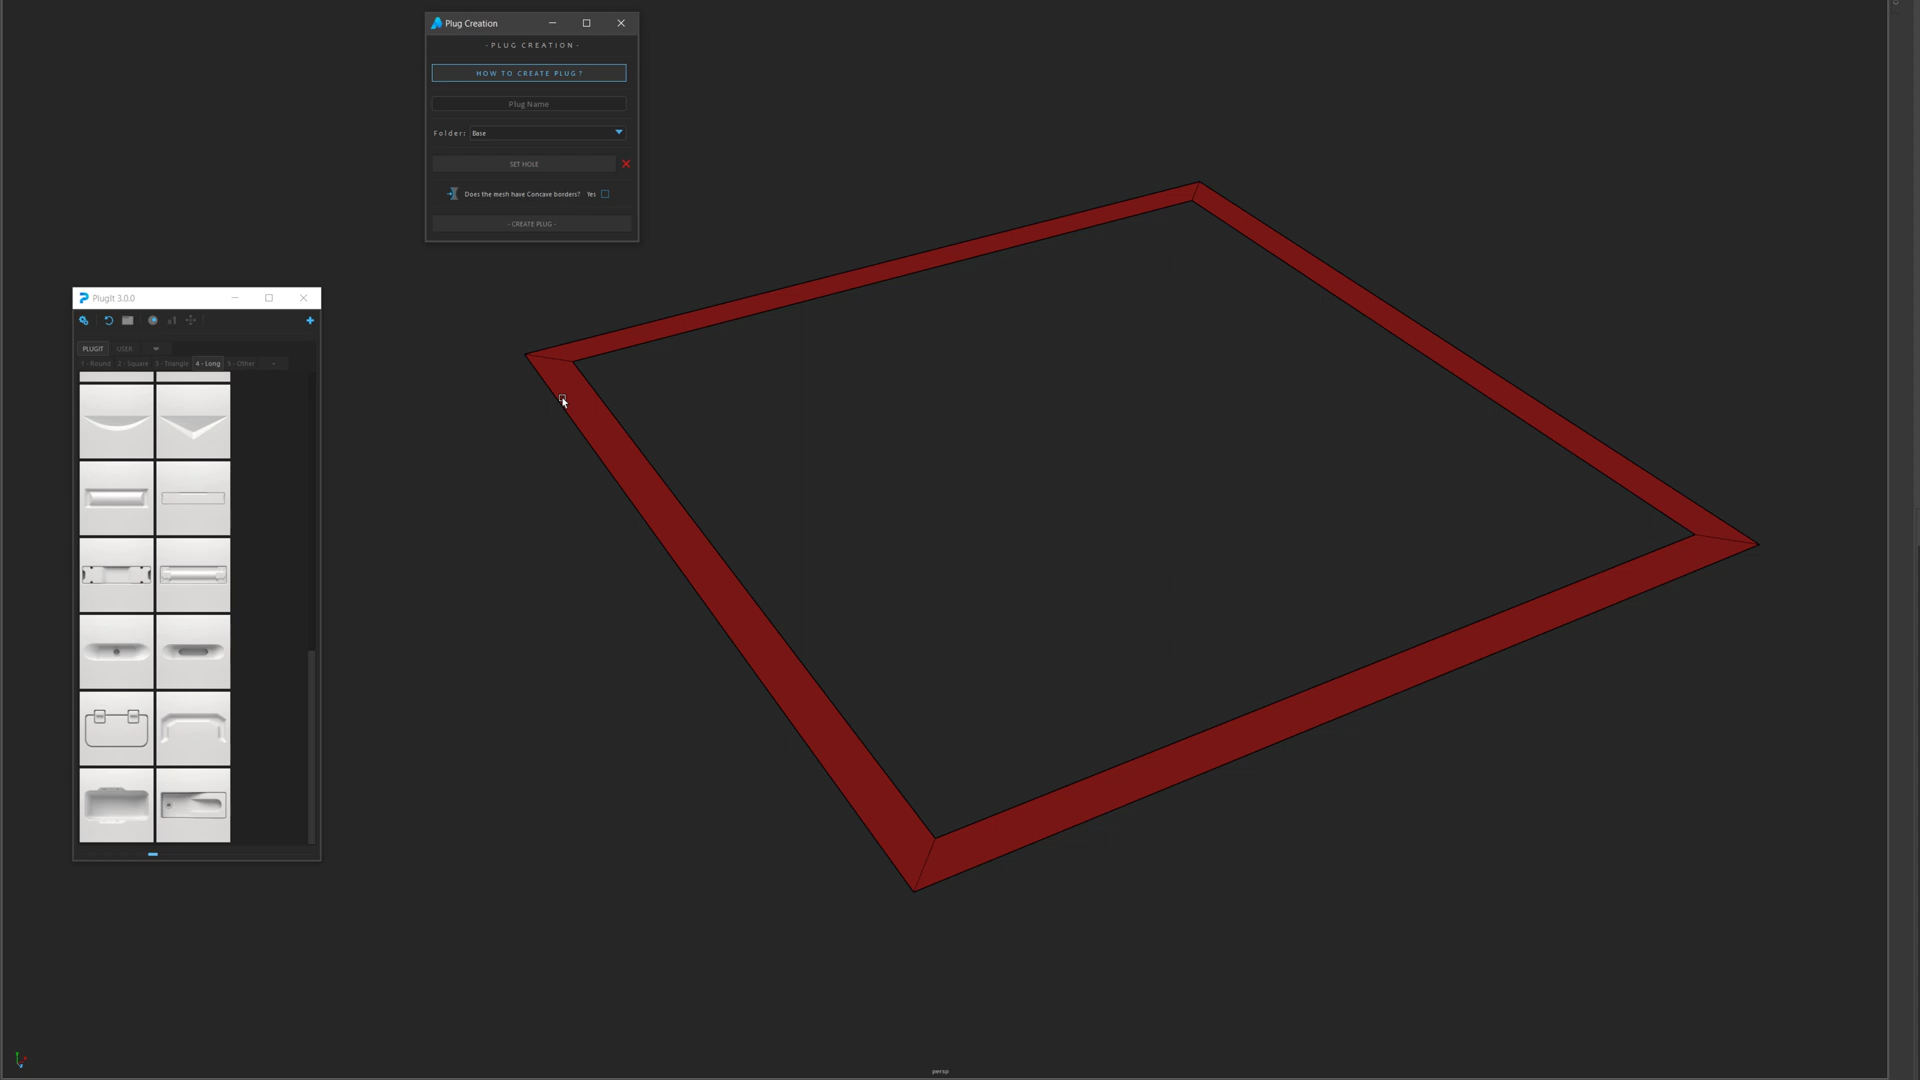 Plug Creation
- PLUG CREATION -
HOW TO CREATE PLUG ?
Plug Name
Folder: Base
SET HOLE
Does the mesh have Concave borders? Yes
- CREATE PLUG -
PlugIt 3.0.0
PLUGIT USER
1 - Round 2 - Square 3 - Triangle 4 - Long 5 - Other
persp